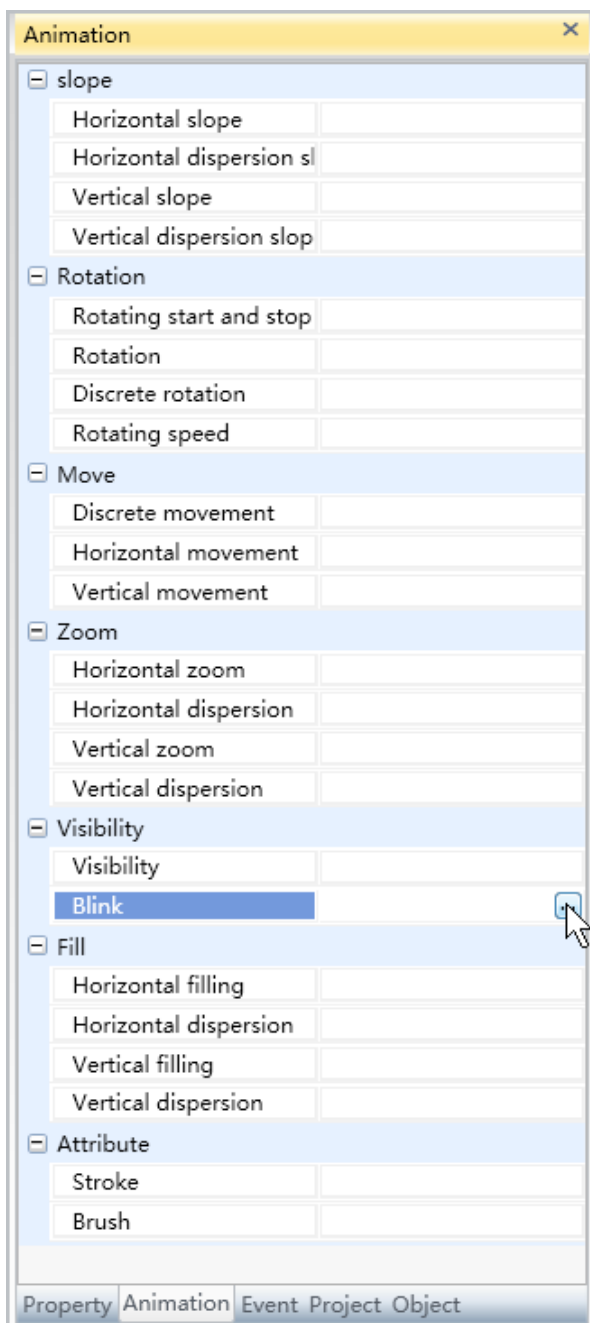 Animation
slope
Horizontal slope
Horizontal dispersion sl
Vertical slope
Vertical dispersion slop
Rotation
Rotating start and stop
Rotation
Discrete rotation
Rotating speed
Move
Discrete movement
Horizontal movement
Vertical movement
Zoom
Horizontal zoom
Horizontal dispersion
Vertical zoom
Vertical dispersion
Visibility
Visibility
Blink
Fill
Horizontal filling
Horizontal dispersion
Vertical filling
Vertical dispersion
Attribute
Stroke
Brush
Property Animation Event Project Object